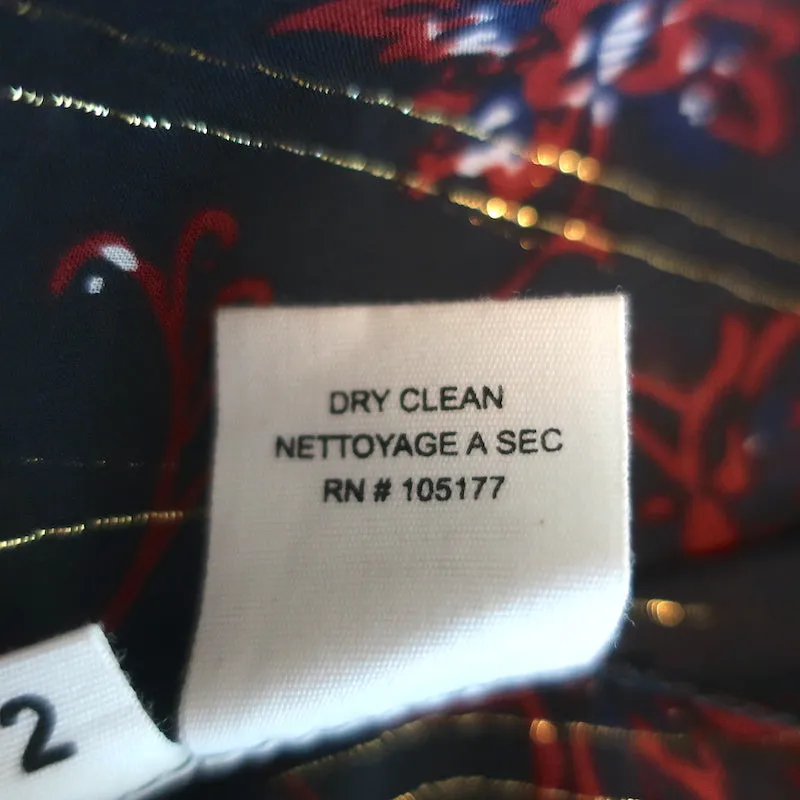 DRY CLEAN
NETTOYAGE A SEC
RN # 105177
2